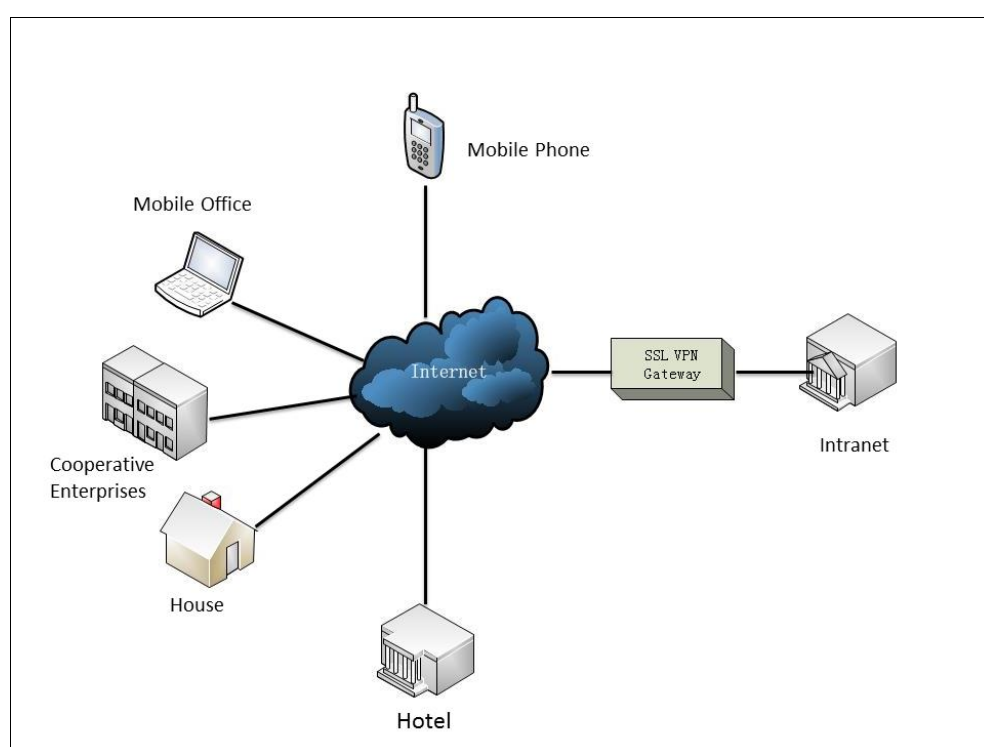 Mobile Phone
Mobile Office
Internet
SSL VPN
Gateway
Intranet
Cooperative
Enterprises
House
Hotel